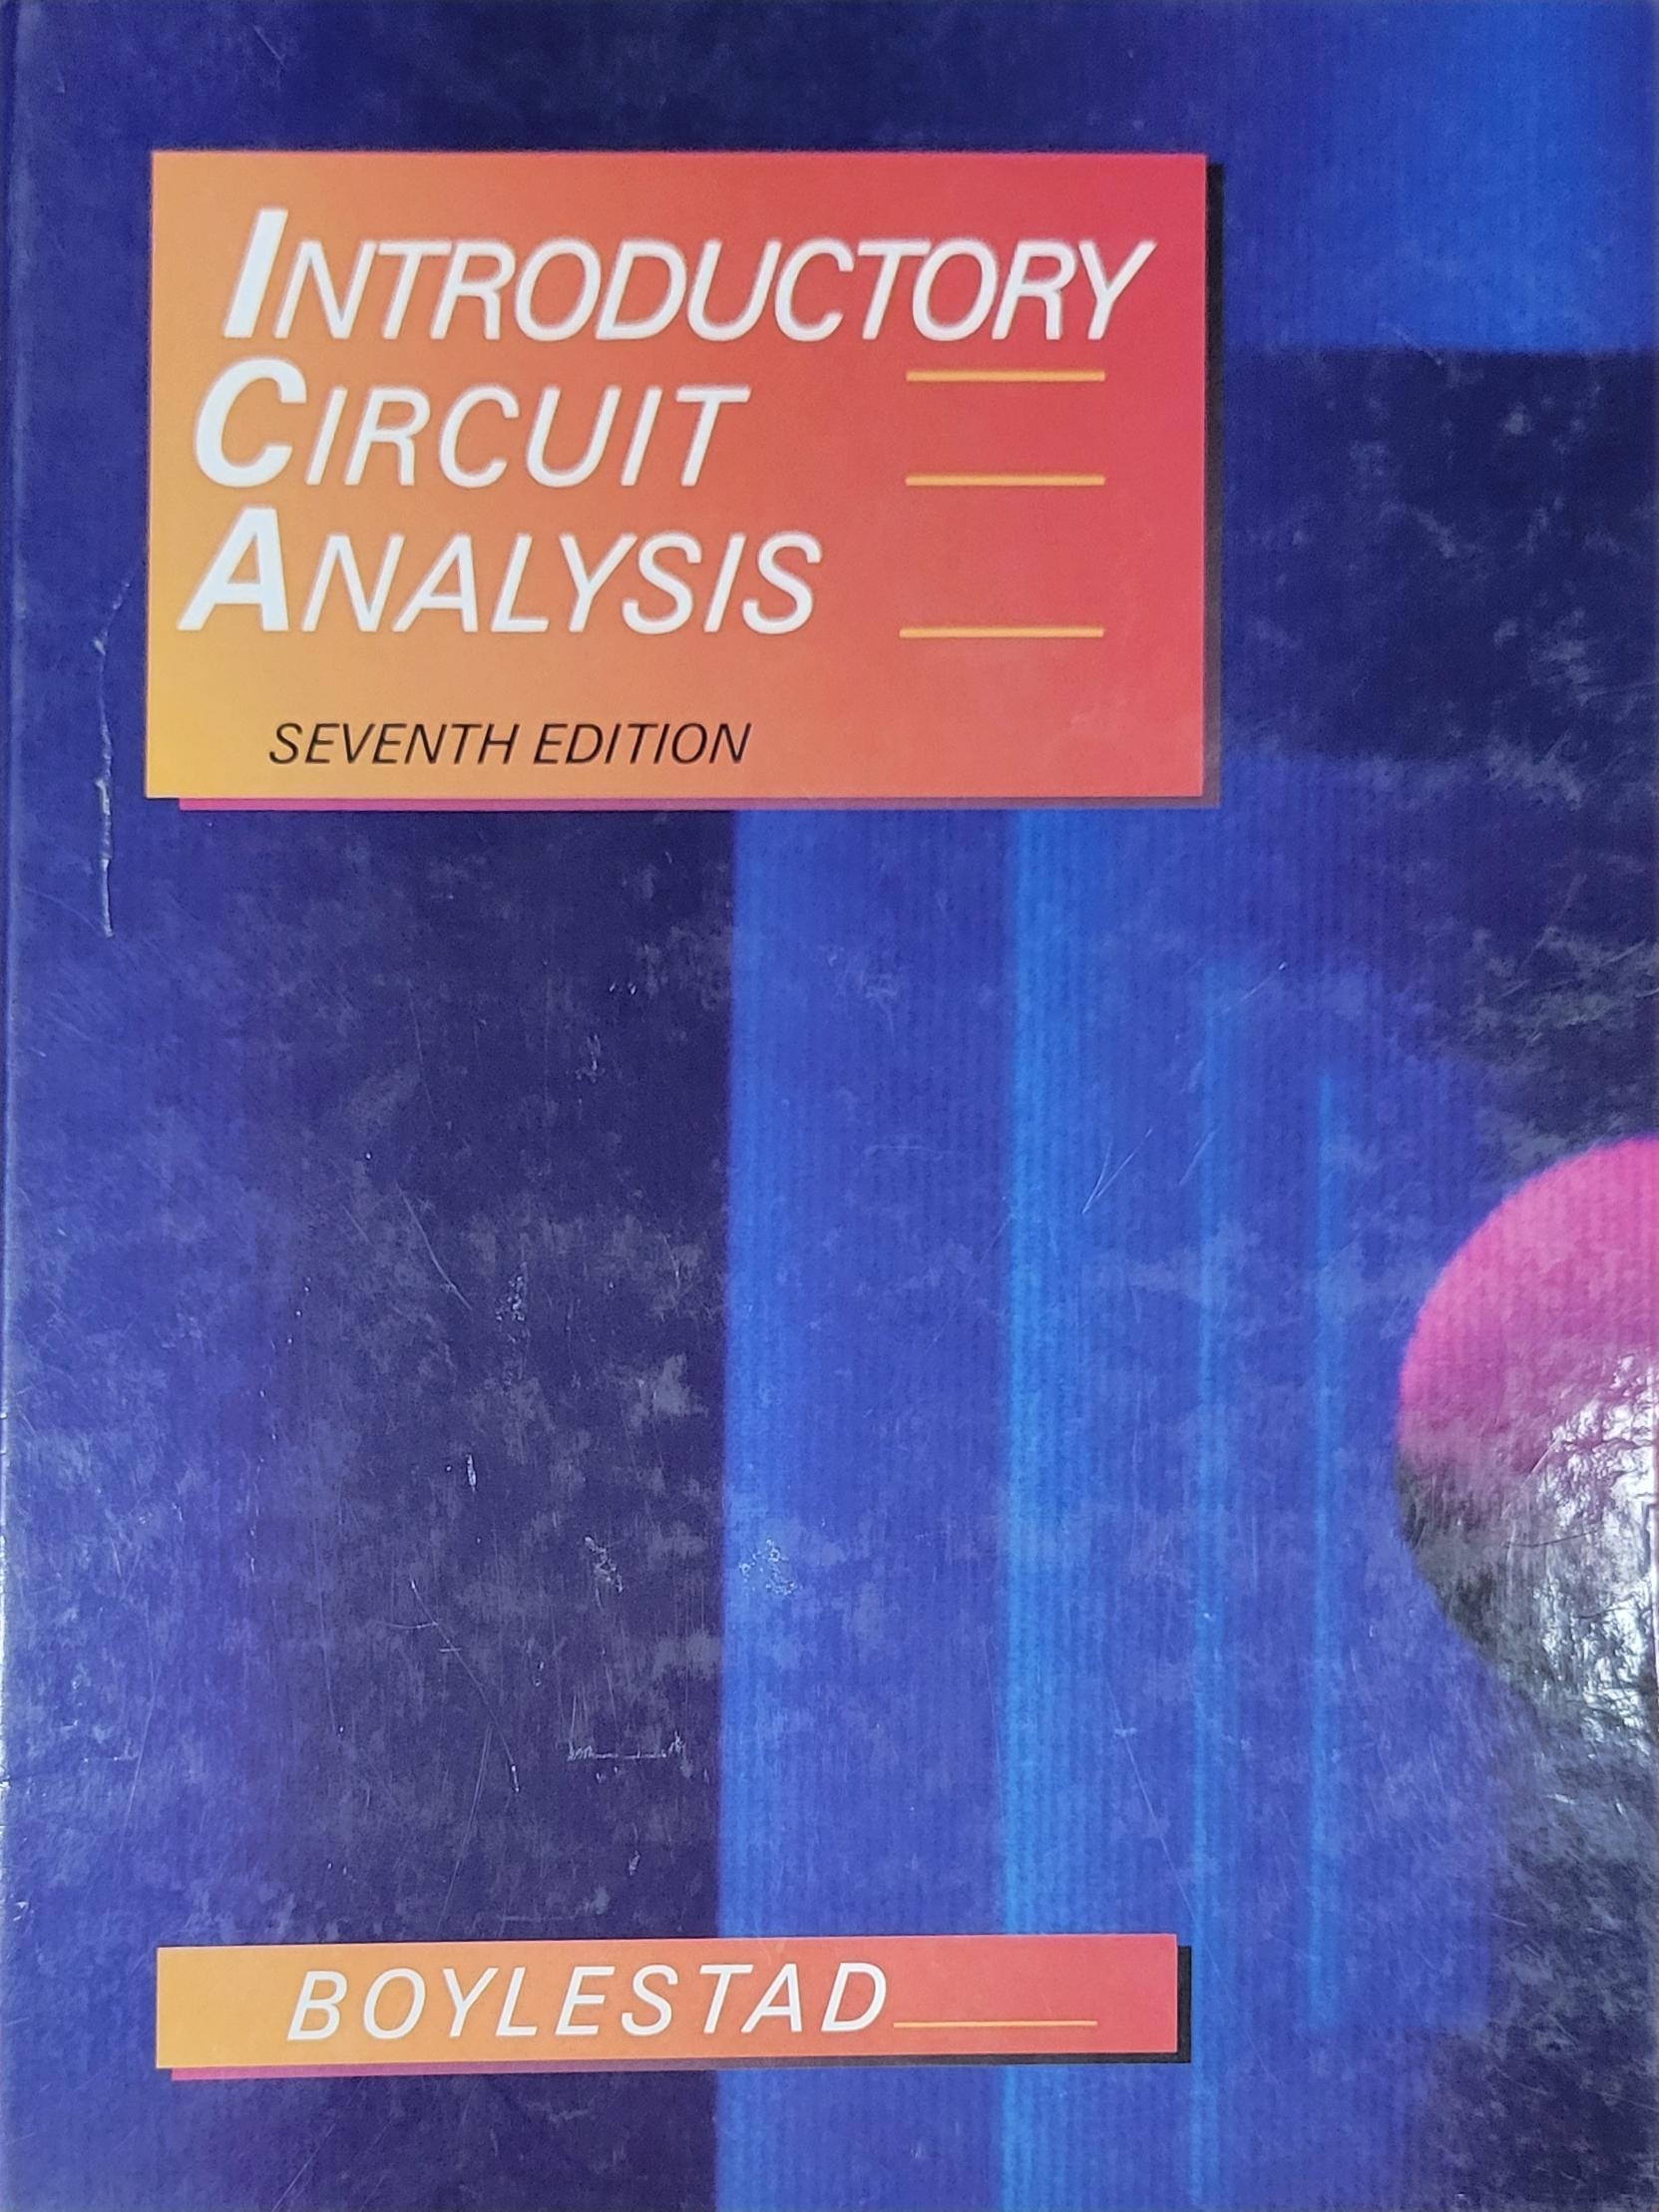 INTRODUCTORY
CIRCUIT
ANALYSIS
SEVENTH EDITION
BOYLESTAD